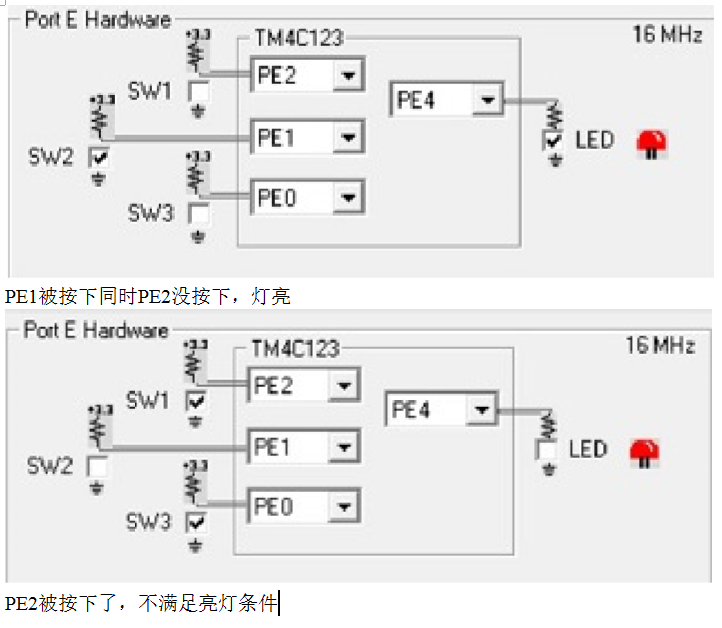 Port E Hardware
TM4C123
16 MHz
+3.3
SW1
PE2
PE4
+3.3
SW2
PE1
LED
+3.3
SW3
PE0
PE1被按下同时PE2没按下，灯亮
Port E Hardware
TM4C123
16 MHz
+3.3
SW1
PE2
PE4
+3.3
SW2
PE1
LED
+3.3
SW3
PE0
PE2被按下了，不满足亮灯条件